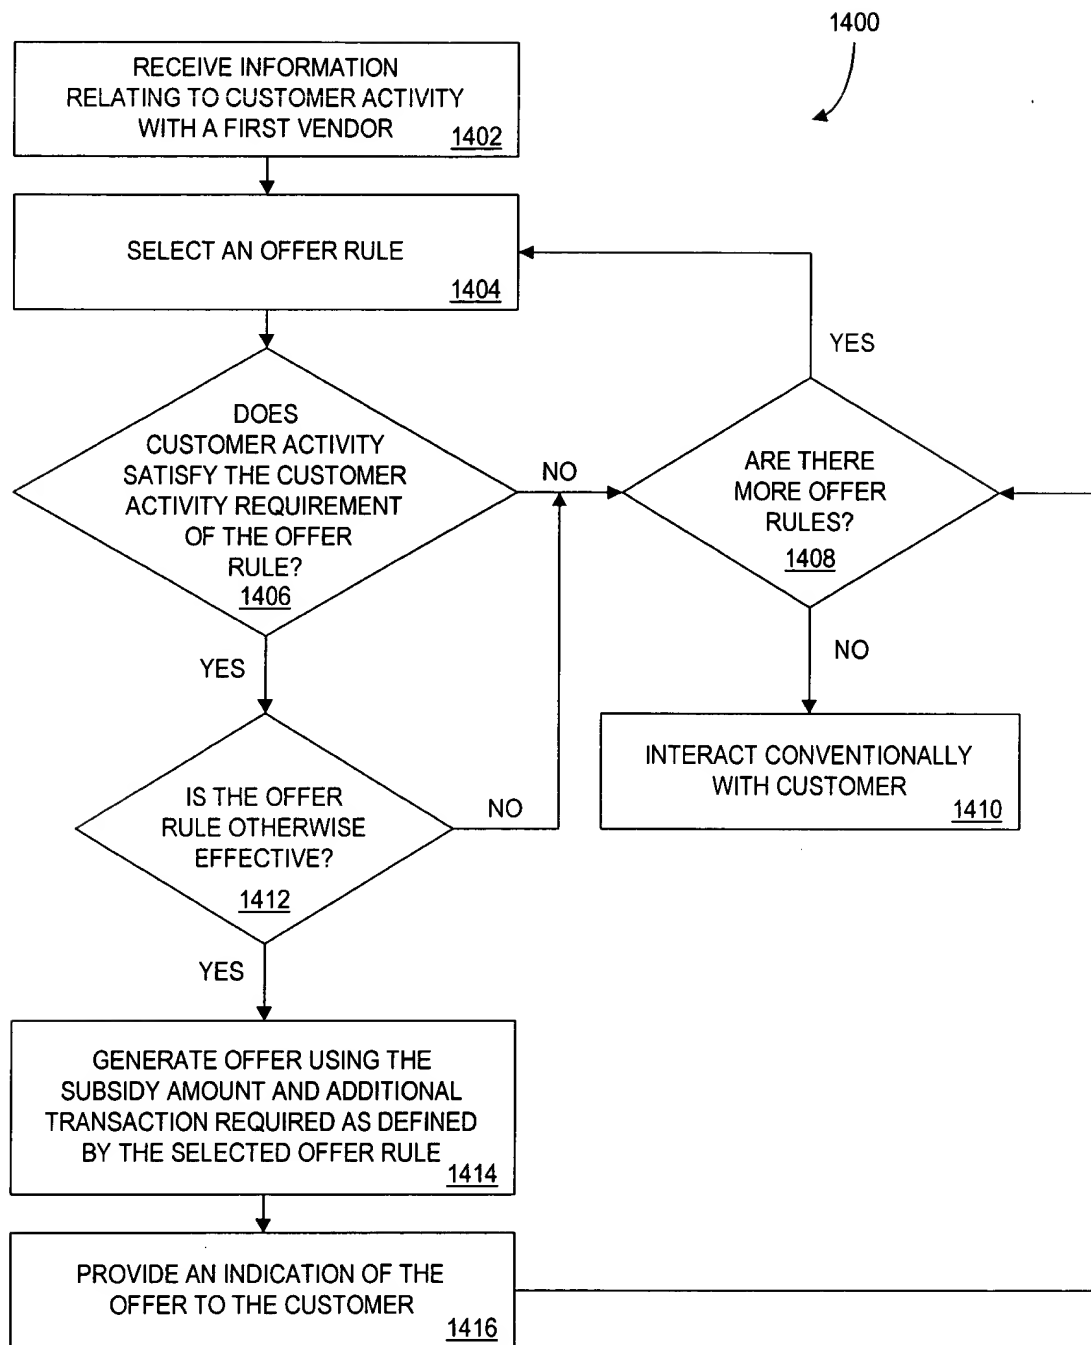 1400
RECEIVE INFORMATION
RELATING TO CUSTOMER ACTIVITY
WITH A FIRST VENDOR
1402
SELECT AN OFFER RULE
1404
YES
DOES
CUSTOMER ACTIVITY
SATISFY THE CUSTOMER
ACTIVITY REQUIREMENT
OF THE OFFER
RULE?
1406
NO
ARE THERE
MORE OFFER
RULES?
1408
YES
NO
INTERACT CONVENTIONALLY
WITH CUSTOMER
1410
IS THE OFFER
RULE OTHERWISE
EFFECTIVE?
1412
NO
YES
GENERATE OFFER USING THE
SUBSIDY AMOUNT AND ADDITIONAL
TRANSACTION REQUIRED AS DEFINED
BY THE SELECTED OFFER RULE
1414
PROVIDE AN INDICATION OF THE
OFFER TO THE CUSTOMER
1416